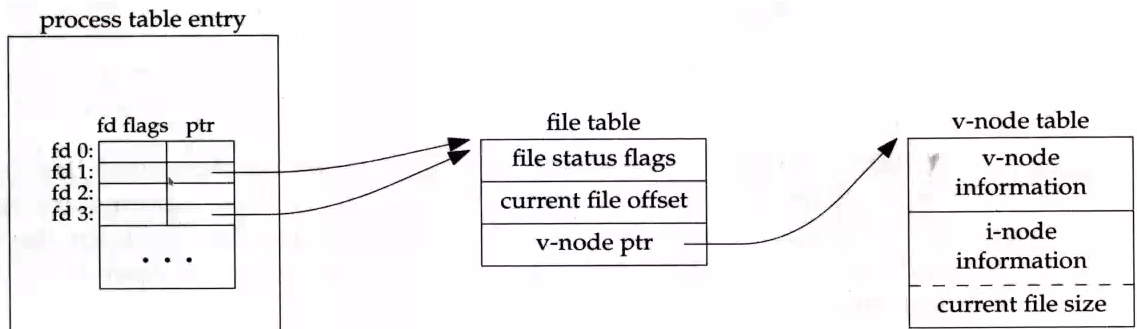 process table entry
fd flags ptr
fd 0:
fd 1:
fd 2:
fd 3:
. . .
file table
file status flags
current file offset
v-node ptr
v-node table
v-node
information
i-node
information
current file size